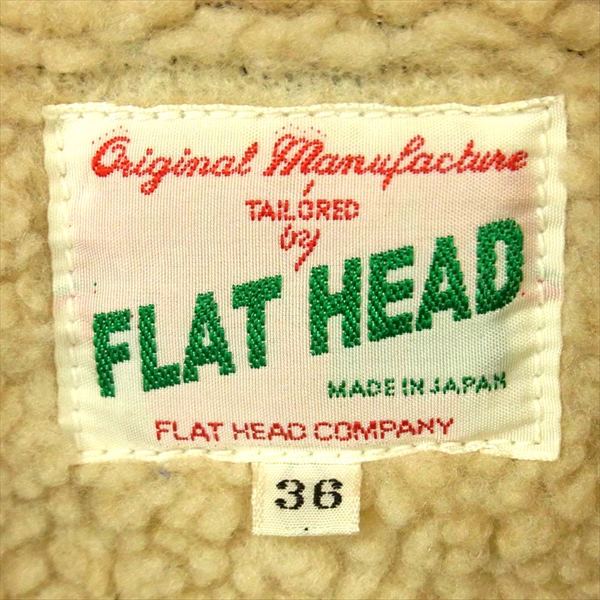 Original Manufacture
TAILORED
by
FLAT HEAD
MADE IN JAPAN
FLAT HEAD COMPANY
36